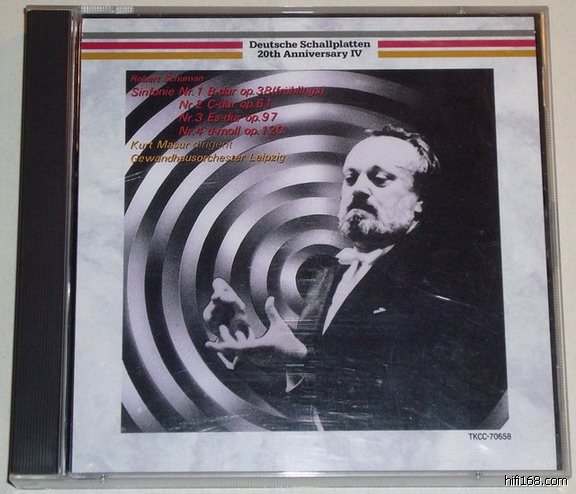 Deutsche Schallplatten
20th Anniversary IV
Robert Schuman
Sinfonie Nr.1 B-dur op.38(frühlings)
Nr.2 C-dur op.61
Nr.3 Es-dur op.97
Nr.4 d-moll op.120
Kurt Masur dirigent
Gewandhausorchester Leipzig
TKCC-70658
hifi168.com